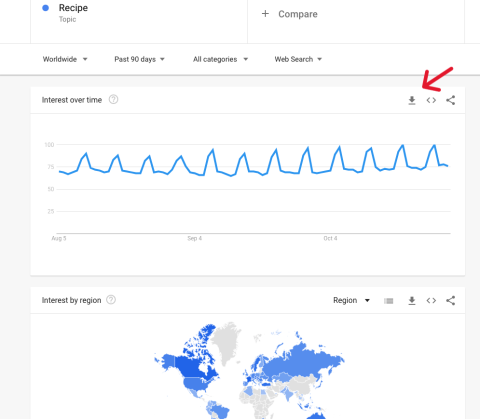 Recipe
Topic
+ Compare
Worldwide Past 90 days All categories Web Search
Interest over time
100
75
50
25
Aug 5 Sep 4 Oct 4
Interest by region Region